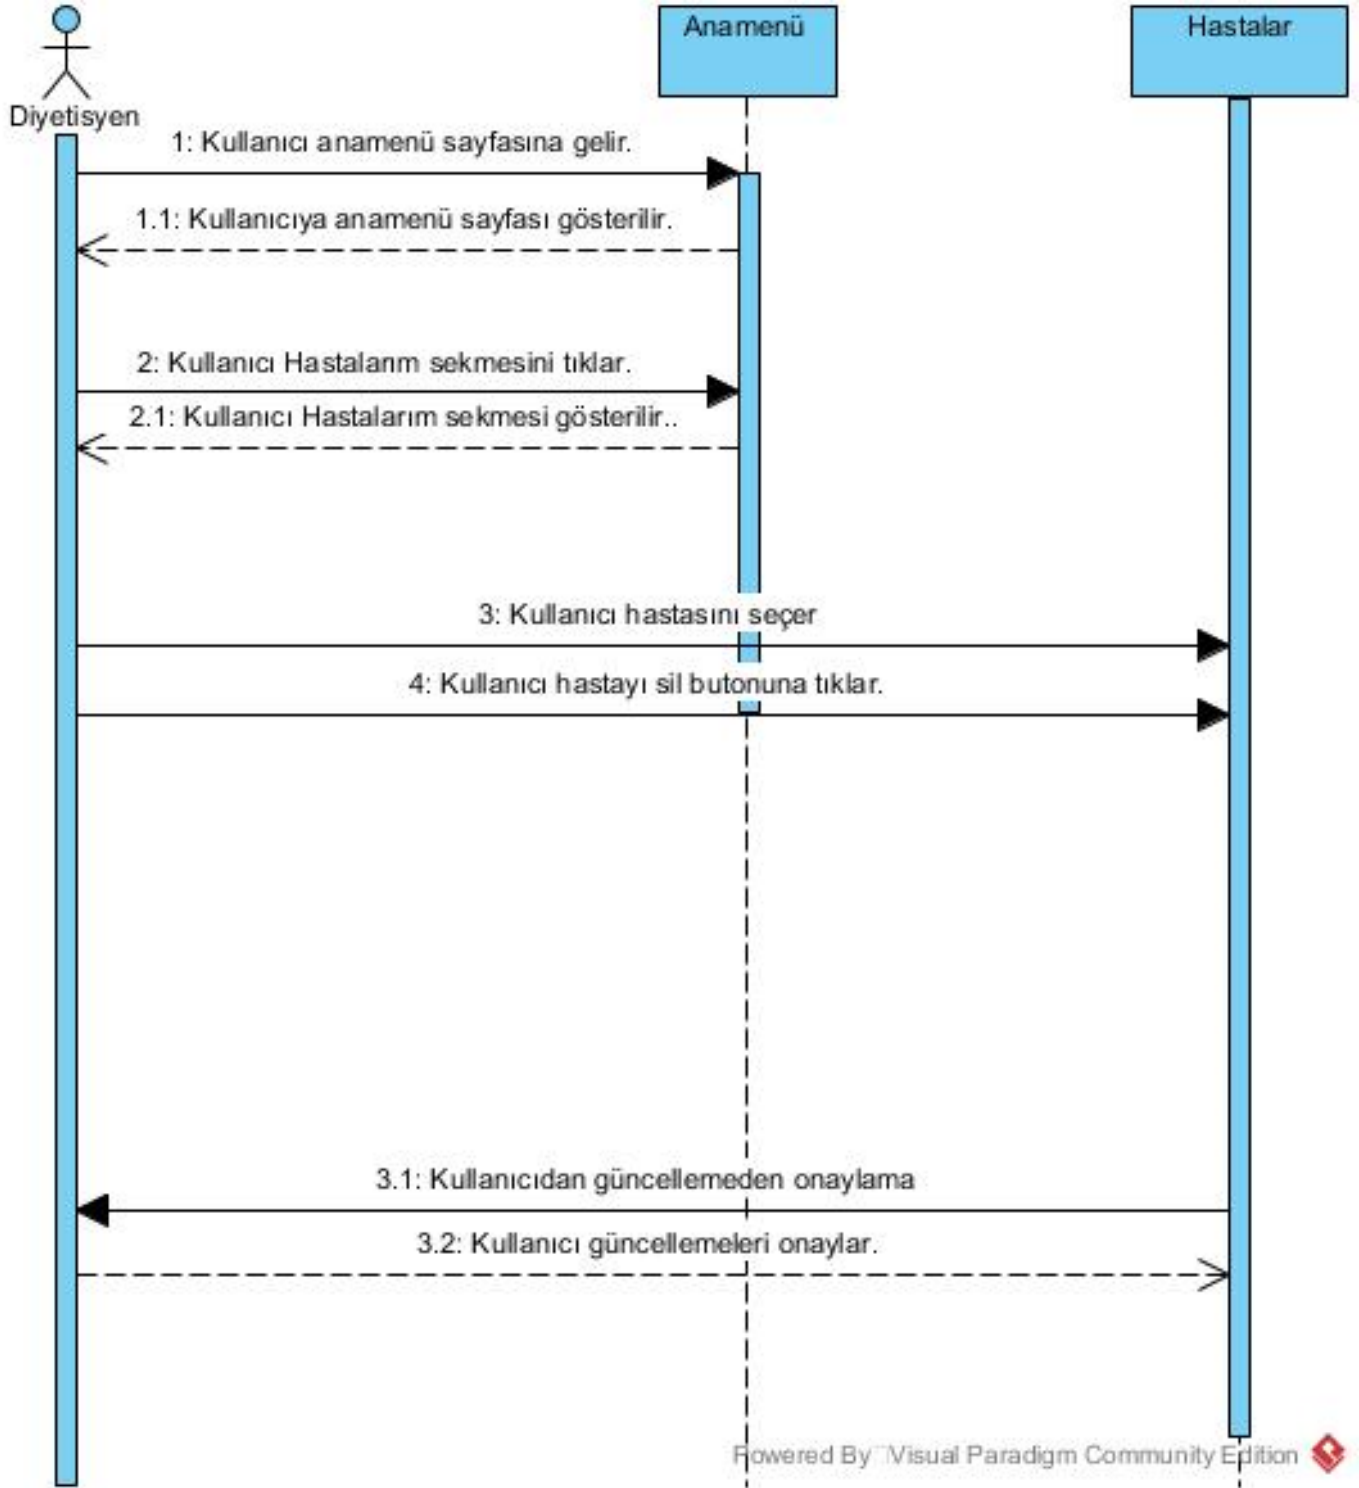 Anamenü
Hastalar
Diyetisyen
1: Kullanıcı anamenü sayfasına gelir.
1.1: Kullanıcıya anamenü sayfası gösterilir.
2: Kullanıcı Hastalarım sekmesini tıklar.
2.1: Kullanıcı Hastalarım sekmesi gösterilir..
3: Kullanıcı hastasını seçer
4: Kullanıcı hastayı sil butonuna tıklar.
3.1: Kullanıcıdan güncellemeden onaylama
3.2: Kullanıcı güncellemeleri onaylar.
Powered By Visual Paradigm Community Edition